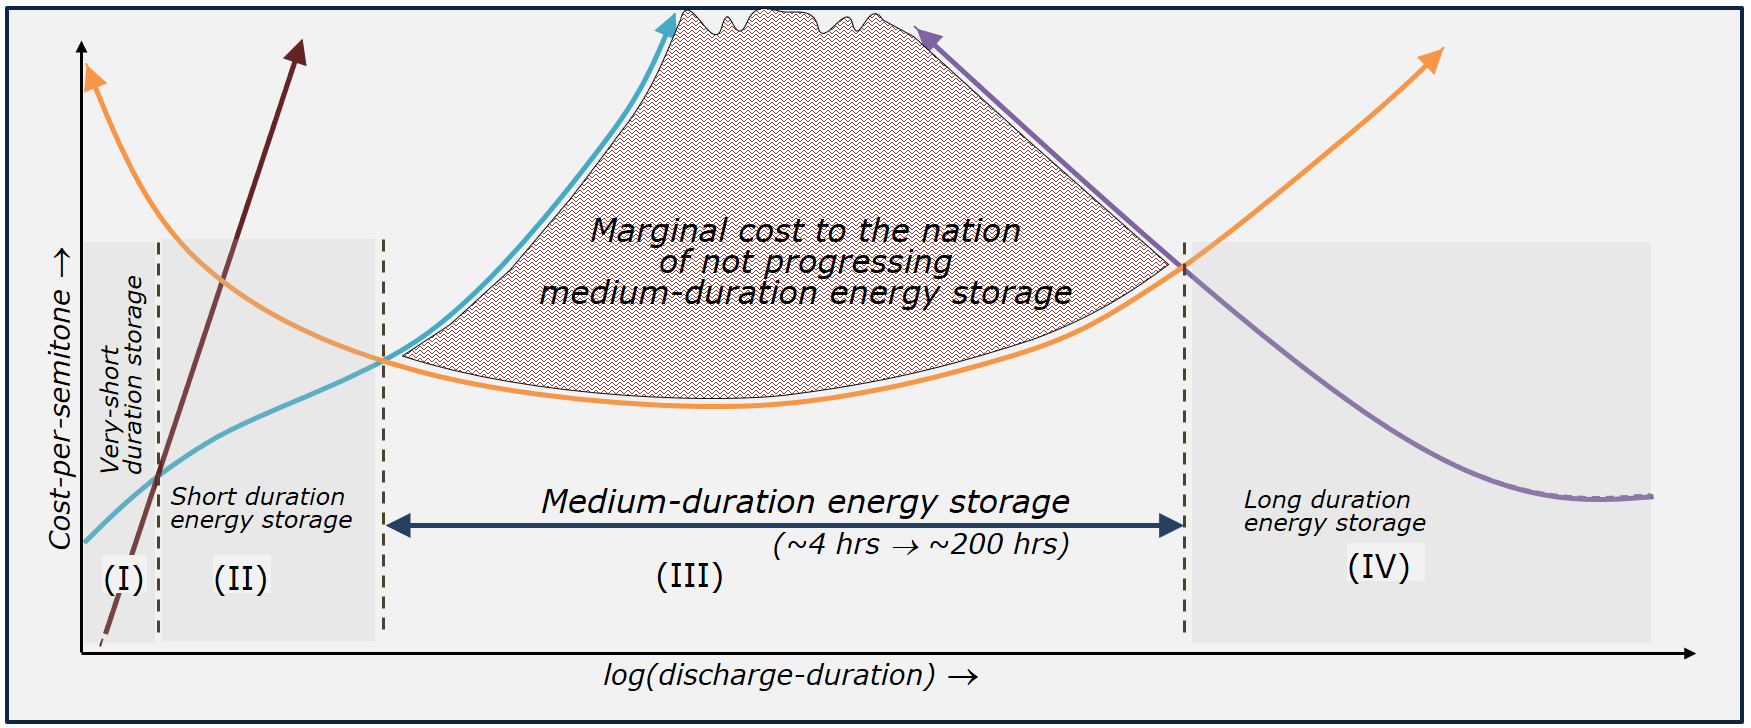 Cost-per-semitone →
Very-short
duration storage
Short duration
energy storage
(I)
(II)
Marginal cost to the nation
of not progressing
medium-duration energy storage
Medium-duration energy storage
(~4 hrs → ~200 hrs)
(III)
Long duration
energy storage
(IV)
log(discharge-duration) →